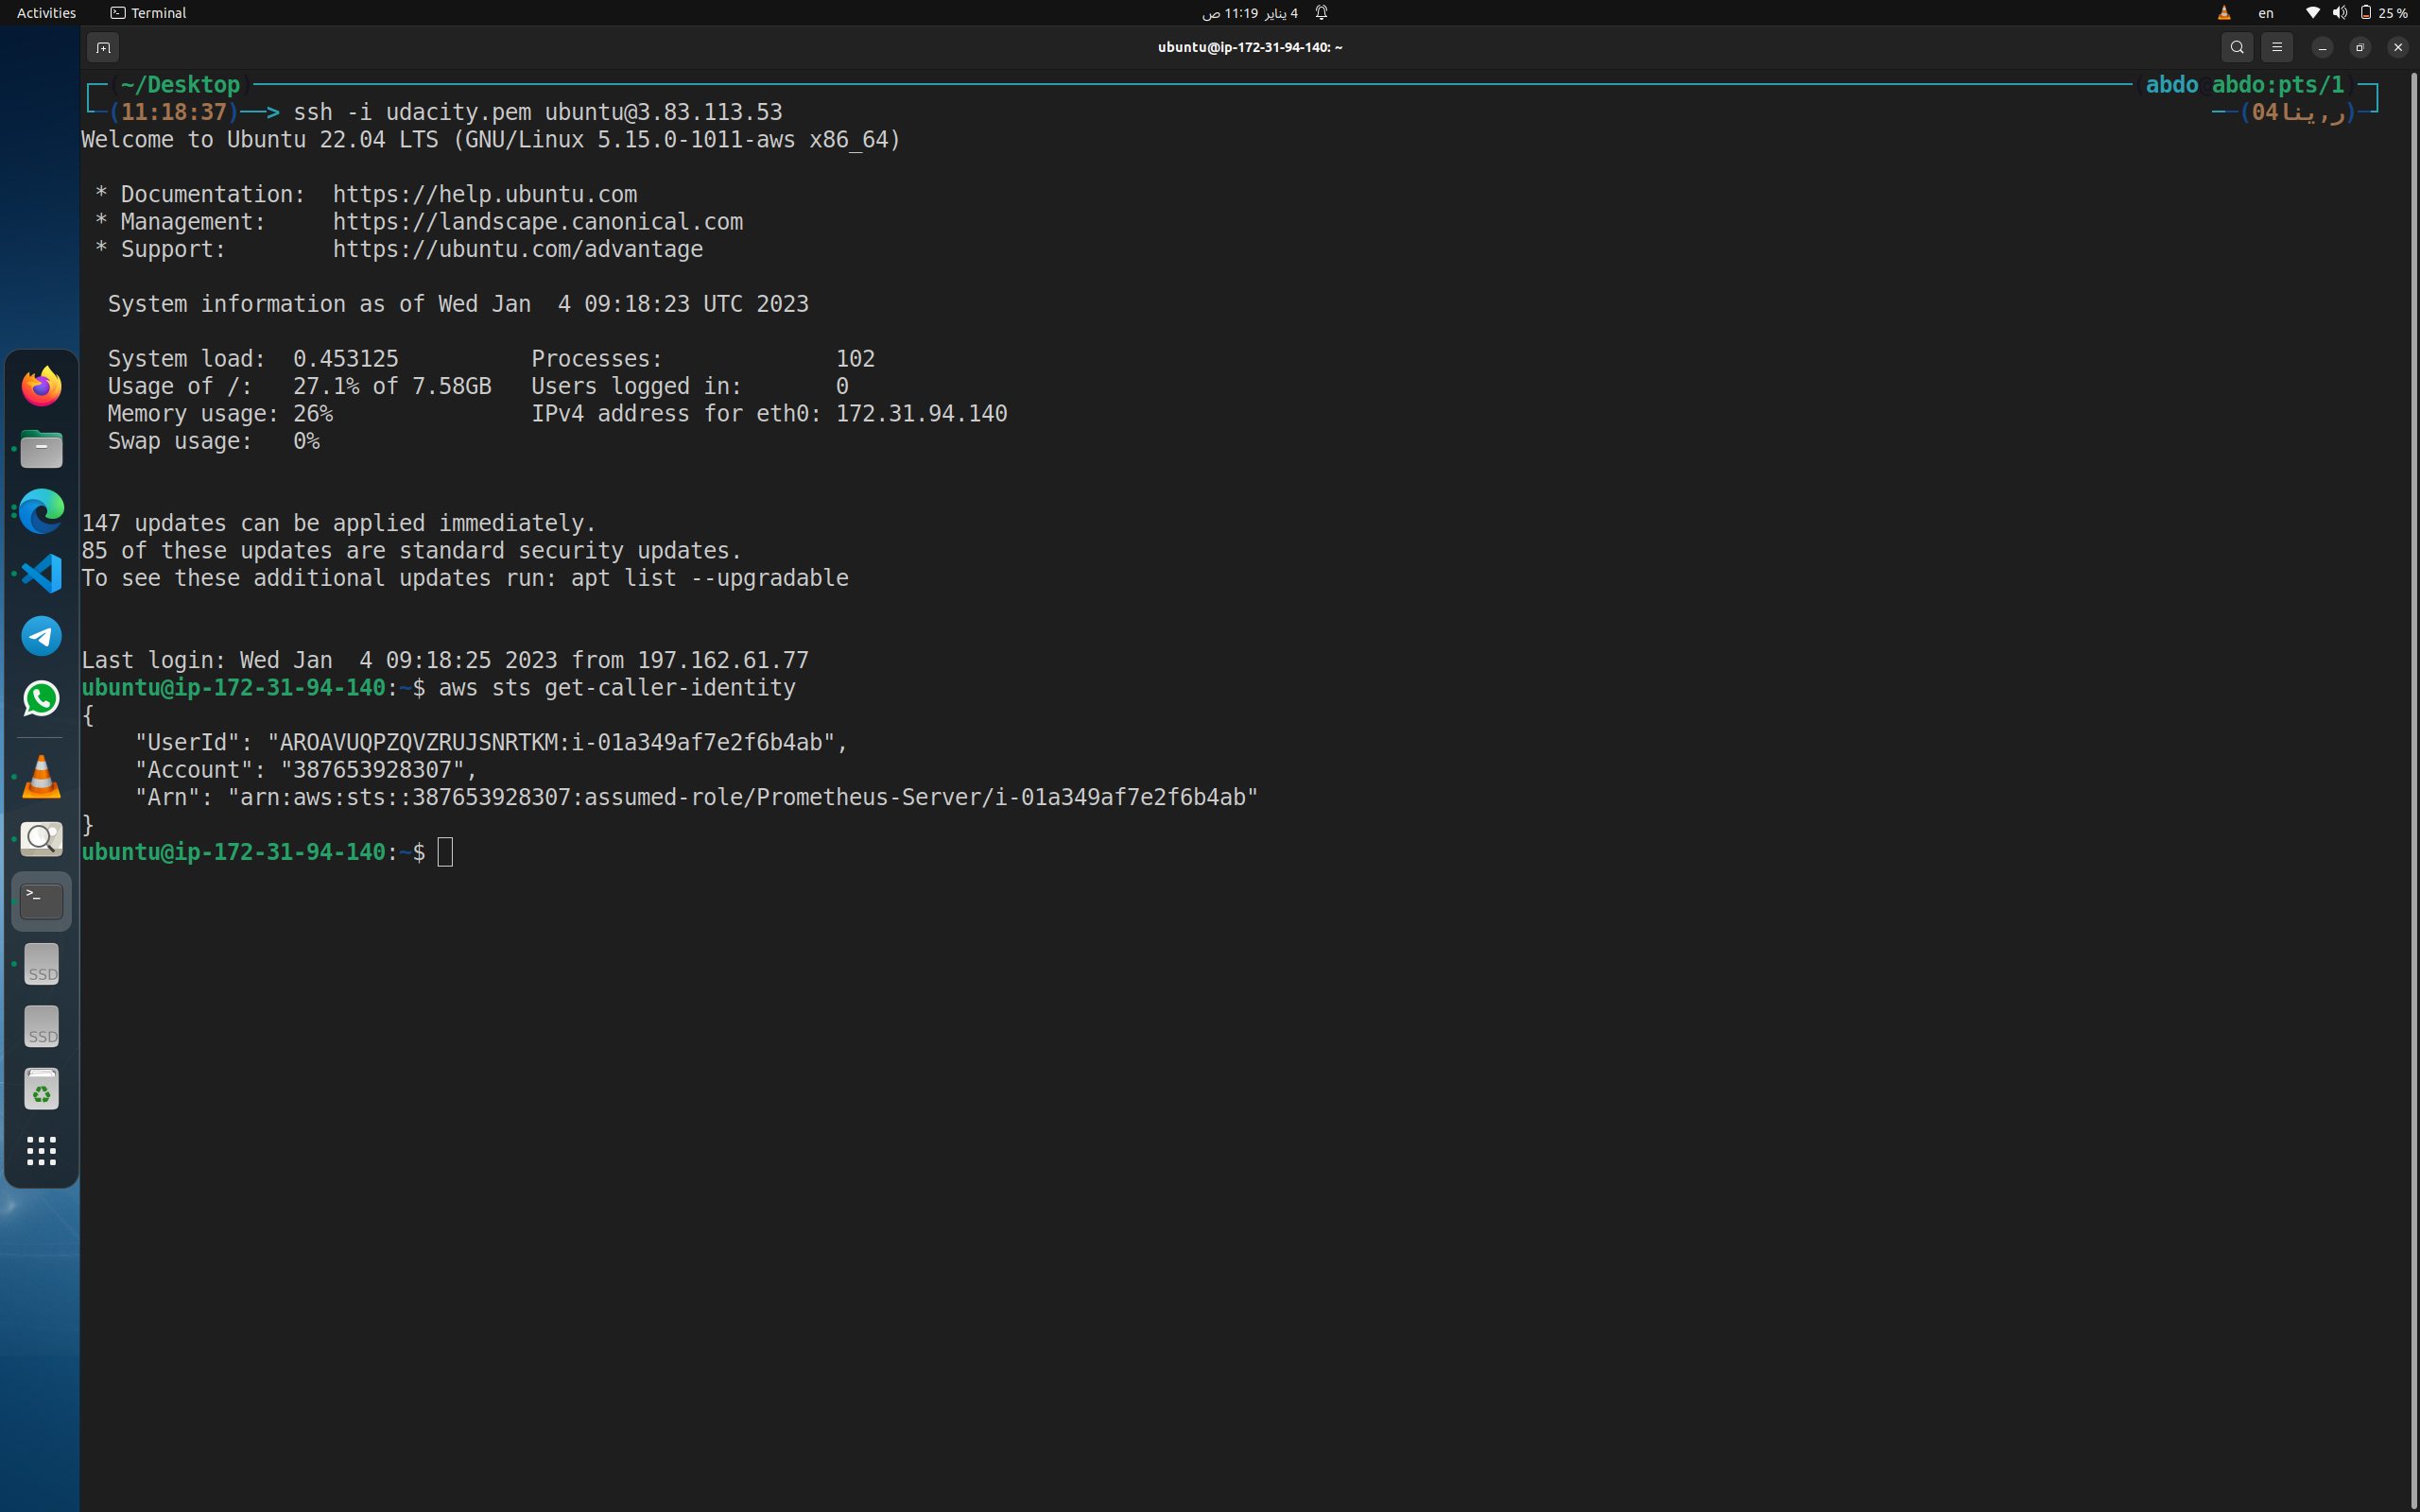 Activities Terminal 4 يناير 11:19 ص en 25 %
ubuntu@ip-172-31-94-140: ~
~/Desktop abdo@abdo:pts/1
(11:18:37)──> ssh -i udacity.pem ubuntu@3.83.113.53 ──(04ينا,ر)─
Welcome to Ubuntu 22.04 LTS (GNU/Linux 5.15.0-1011-aws x86_64)
* Documentation: https://help.ubuntu.com
* Management: https://landscape.canonical.com
* Support: https://ubuntu.com/advantage
System information as of Wed Jan 4 09:18:23 UTC 2023
System load: 0.453125 Processes: 102
Usage of /: 27.1% of 7.58GB Users logged in: 0
Memory usage: 26% IPv4 address for eth0: 172.31.94.140
Swap usage: 0%
147 updates can be applied immediately.
85 of these updates are standard security updates.
To see these additional updates run: apt list --upgradable
Last login: Wed Jan 4 09:18:25 2023 from 197.162.61.77
ubuntu@ip-172-31-94-140:~$ aws sts get-caller-identity
{
"UserId": "AROAVUQPZQVZRUJSNRTKM:i-01a349af7e2f6b4ab",
"Account": "387653928307",
"Arn": "arn:aws:sts::387653928307:assumed-role/Prometheus-Server/i-01a349af7e2f6b4ab"
}
ubuntu@ip-172-31-94-140:~$
>_
SSD
SSD